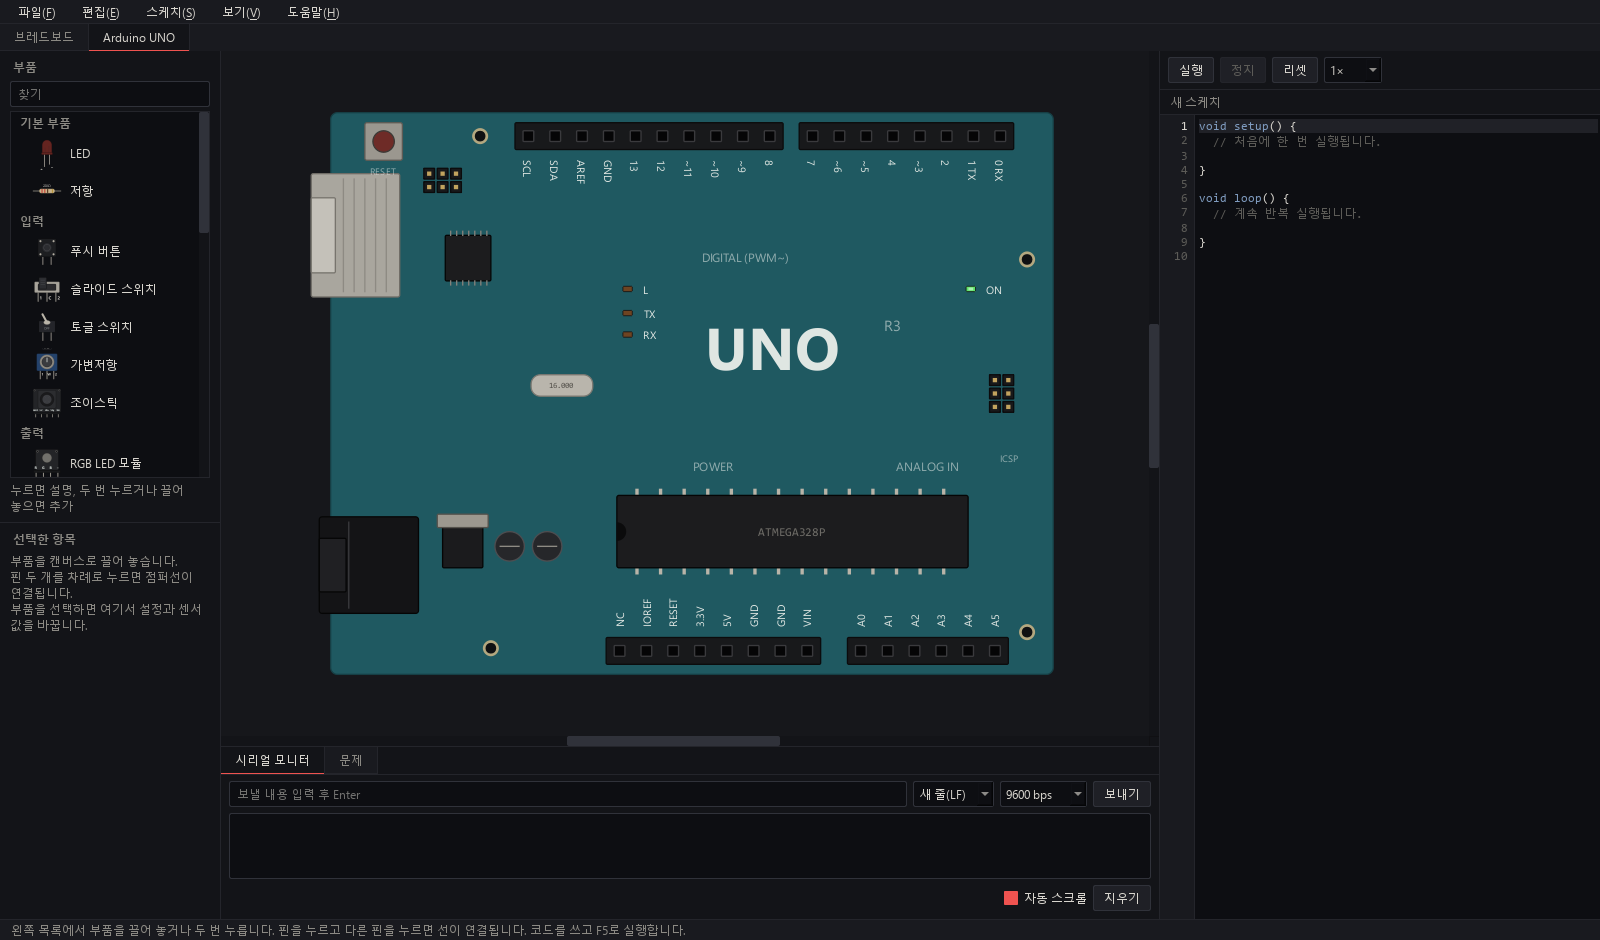 파일(F) 편집(E) 스케치(S) 보기(V) 도움말(H)
브레드보드 Arduino UNO
부품
찾기
기본 부품
LED
저항
입력
푸시 버튼
슬라이드 스위치
토글 스위치
가변저항
조이스틱
출력
RGB LED 모듈
누르면 설명, 두 번 누르거나 끌어
놓으면 추가
선택한 항목
부품을 캔버스로 끌어 놓습니다.
핀 두 개를 차례로 누르면 점퍼선이
연결됩니다.
부품을 선택하면 여기서 설정과 센서
값을 바꿉니다.
RESET
SCL SDA AREF GND 13 12 ~11 ~10 ~9 8 7 ~6 ~5 4 ~3 2 1TX 0RX
DIGITAL (PWM~)
L
TX
RX
ON
UNO
R3
16.000
ICSP
POWER
ANALOG IN
ATMEGA328P
NC IOREF RESET 3.3V 5V GND GND VIN A0 A1 A2 A3 A4 A5
시리얼 모니터 문제
보낼 내용 입력 후 Enter
새 줄(LF) 9600 bps 보내기
자동 스크롤 지우기
실행 정지 리셋 1×
새 스케치
1 void setup() {
2 // 처음에 한 번 실행됩니다.
3
4 }
5
6 void loop() {
7 // 계속 반복 실행됩니다.
8
9 }
10
왼쪽 목록에서 부품을 끌어 놓거나 두 번 누릅니다. 핀을 누르고 다른 핀을 누르면 선이 연결됩니다. 코드를 쓰고 F5로 실행합니다.